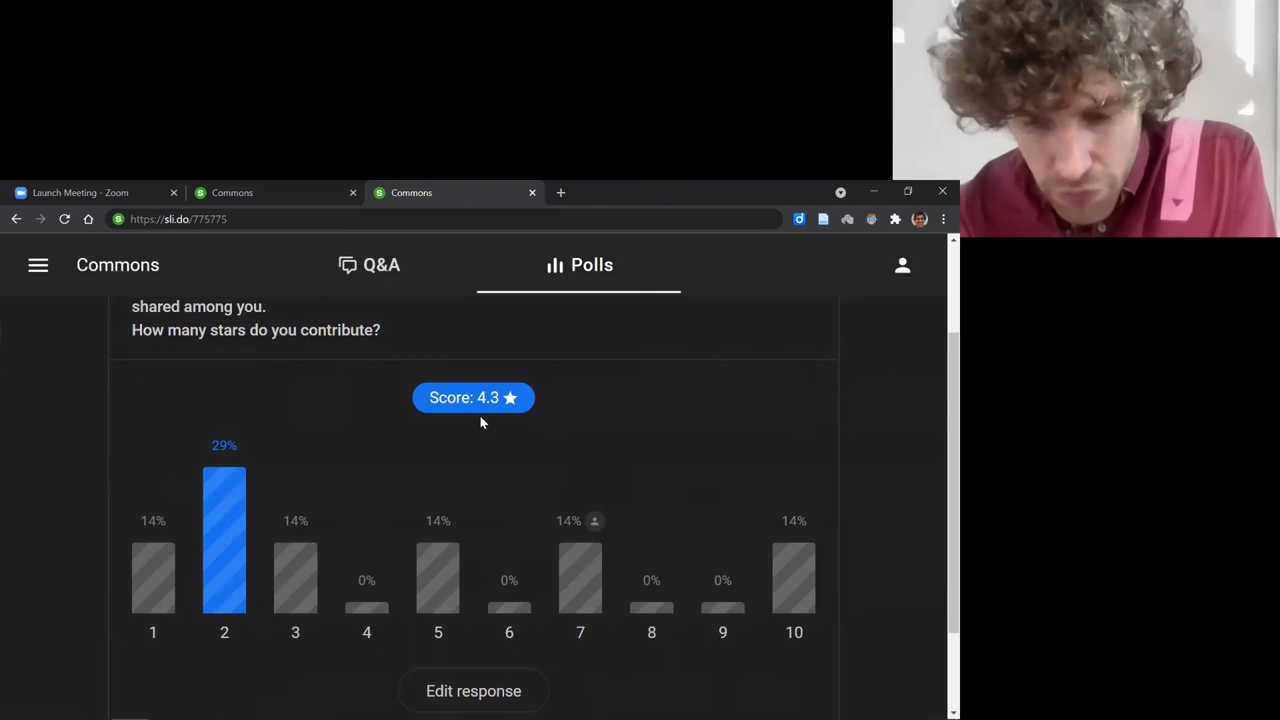 Launch Meeting - Zoom
Commons
Commons
https://sli.do/775775
Commons
Q&A
Polls
shared among you.
How many stars do you contribute?
Score: 4.3
29%
14% 14% 14% 14% 14%
0% 0% 0% 0%
1 2 3 4 5 6 7 8 9 10
Edit response